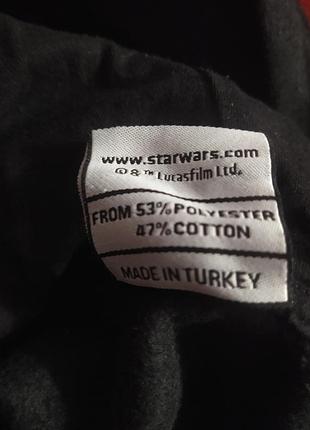 www.starwars.com
©&™ Lucasfilm Ltd.
FROM 53% POLYESTER
47% COTTON
MADE IN TURKEY